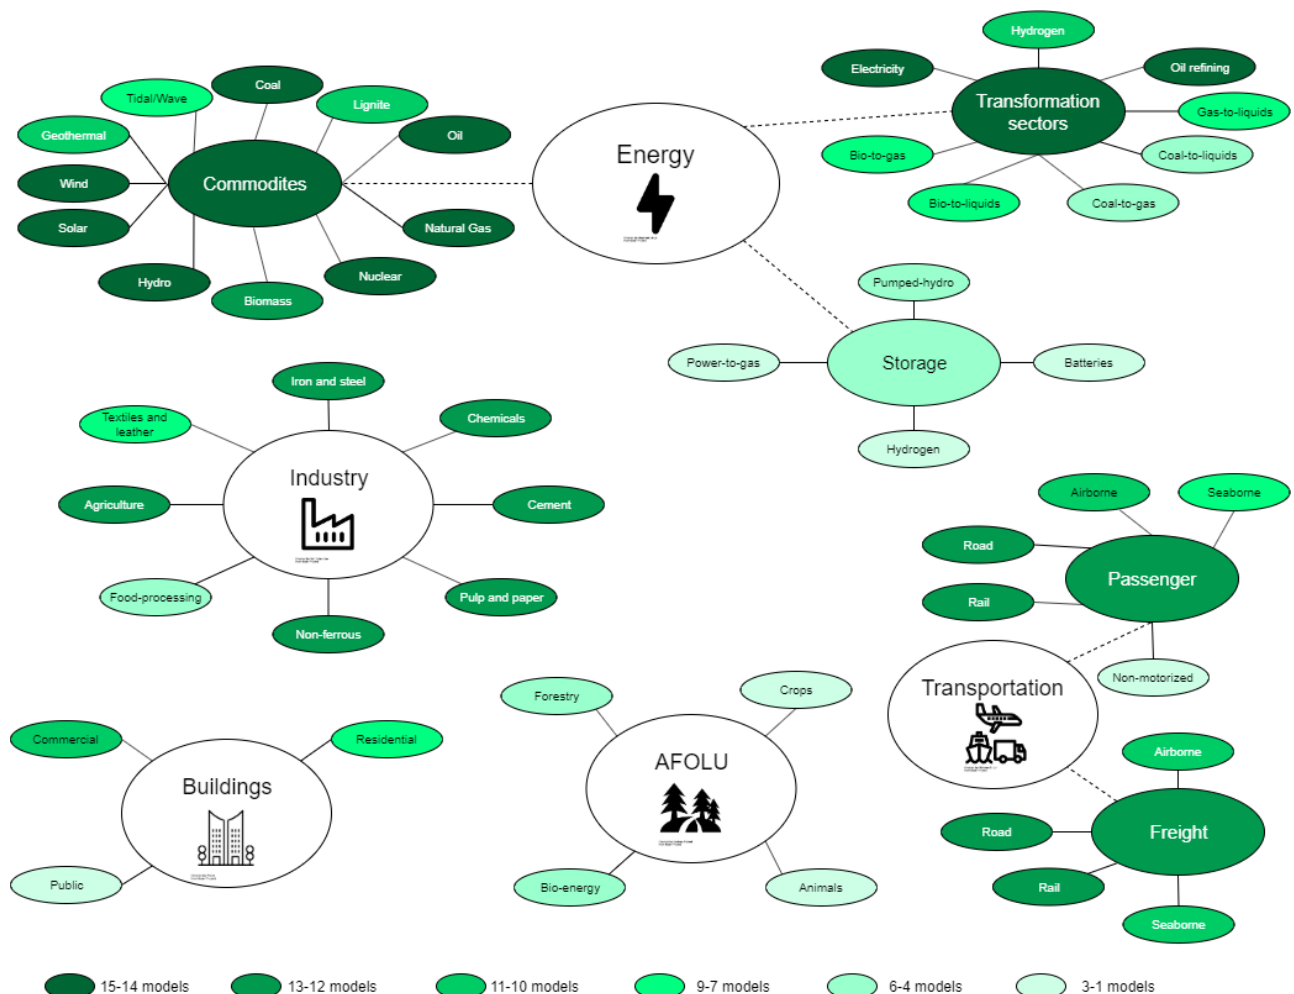 Hydrogen
Electricity
Oil refining
Transformation
sectors
Gas-to-liquids
Bio-to-gas
Coal-to-liquids
Bio-to-liquids
Coal-to-gas
Coal
Tidal/Wave
Lignite
Geothermal
Oil
Wind
Commodites
Solar
Natural Gas
Hydro
Nuclear
Biomass
Energy
Pumped-hydro
Power-to-gas
Storage
Batteries
Hydrogen
Iron and steel
Textiles and
leather
Chemicals
Industry
Agriculture
Cement
Food-processing
Pulp and paper
Non-ferrous
Airborne
Seaborne
Road
Passenger
Rail
Non-motorized
Transportation
Airborne
Road
Freight
Rail
Seaborne
Commercial
Residential
Buildings
Public
Forestry
Crops
AFOLU
Bio-energy
Animals
15-14 models
13-12 models
11-10 models
9-7 models
6-4 models
3-1 models